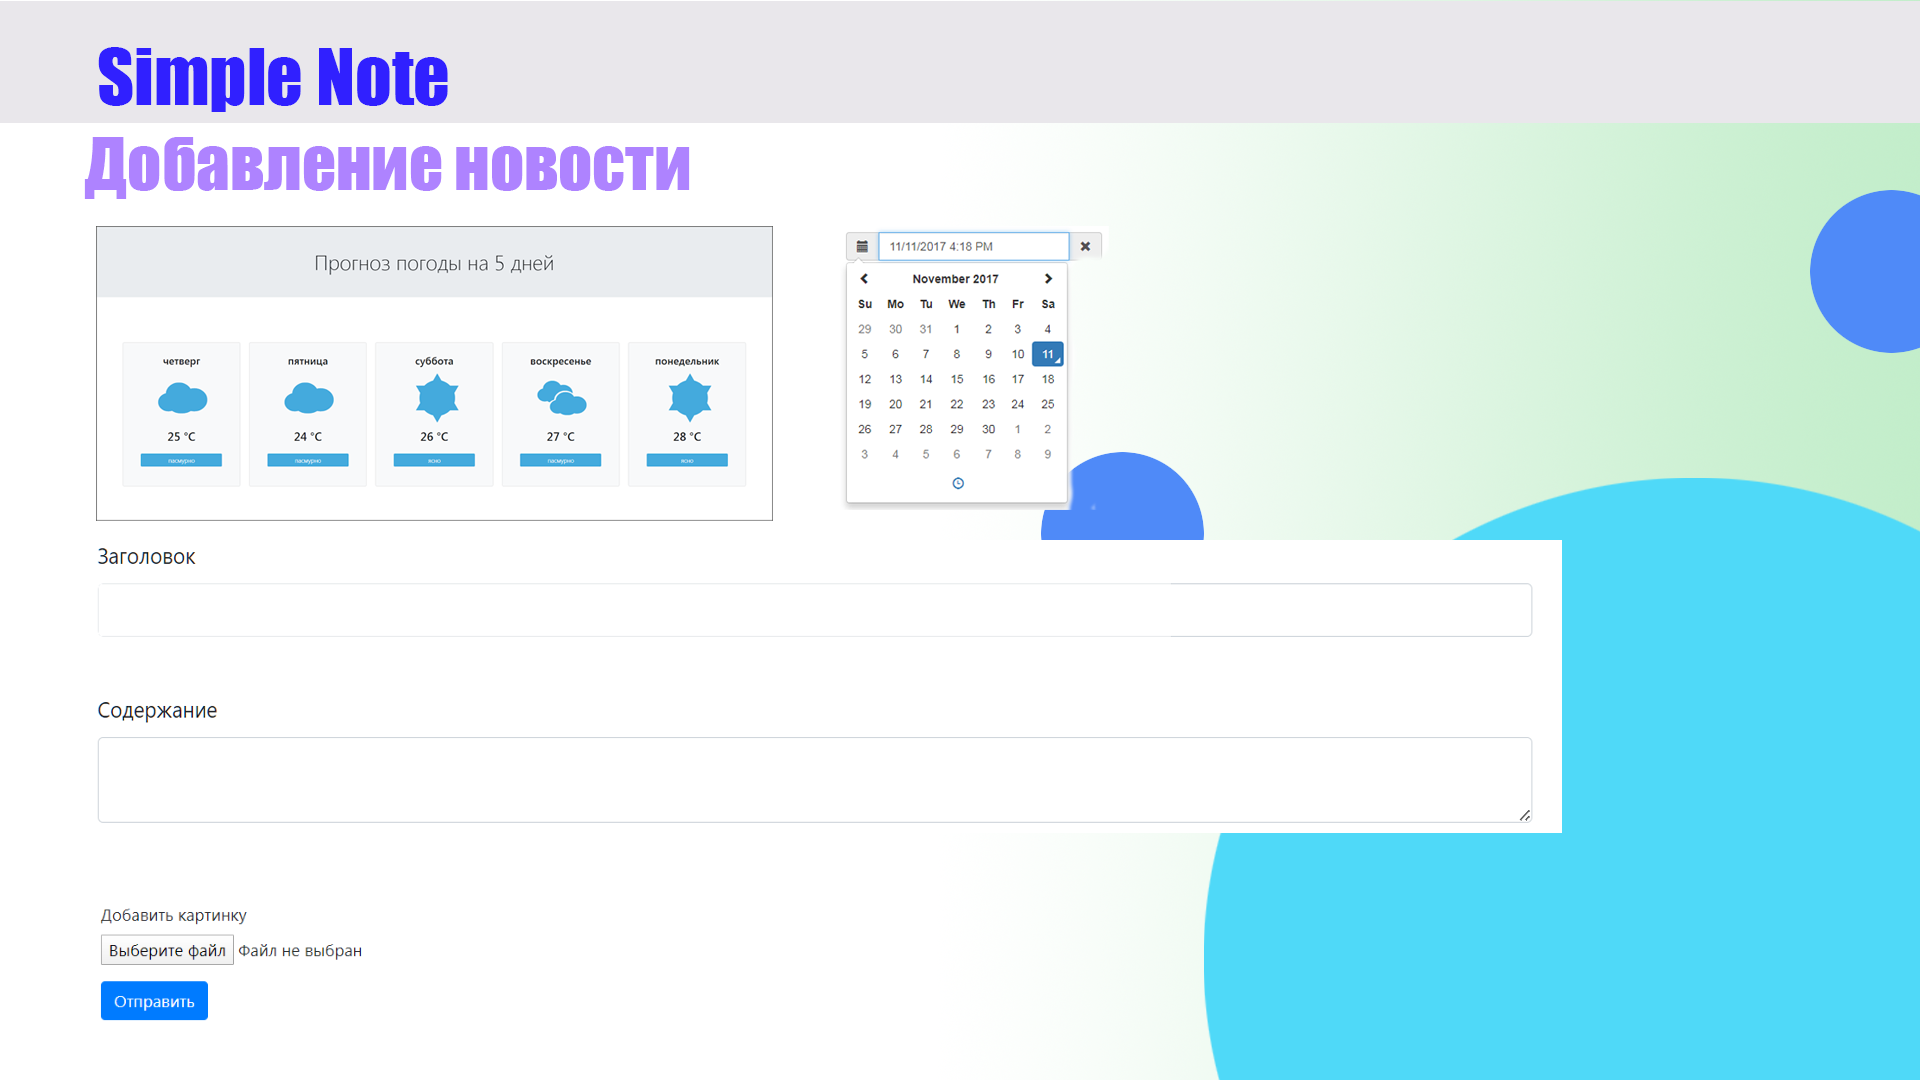 Simple Note
Добавление новости
Прогноз погоды на 5 дней
четверг пятница суббота воскресенье понедельник
25 °C 24 °C 26 °C 27 °C 28 °C
пасмурно пасмурно ясно пасмурно ясно
11/11/2017 4:18 PM
November 2017
Su Mo Tu We Th Fr Sa
29 30 31 1 2 3 4
5 6 7 8 9 10 11
12 13 14 15 16 17 18
19 20 21 22 23 24 25
26 27 28 29 30 1 2
3 4 5 6 7 8 9
Заголовок
Содержание
Добавить картинку
Выберите файл Файл не выбран
Отправить